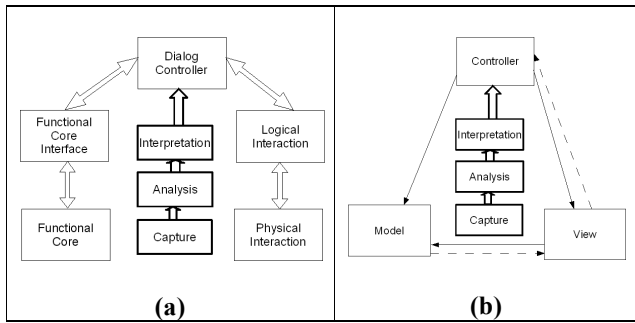 Dialog
Controller
Functional
Core
Interface
Interpretation
Logical
Interaction
Analysis
Functional
Core
Capture
Physical
Interaction
(a)
Controller
Interpretation
Analysis
Capture
Model
View
(b)